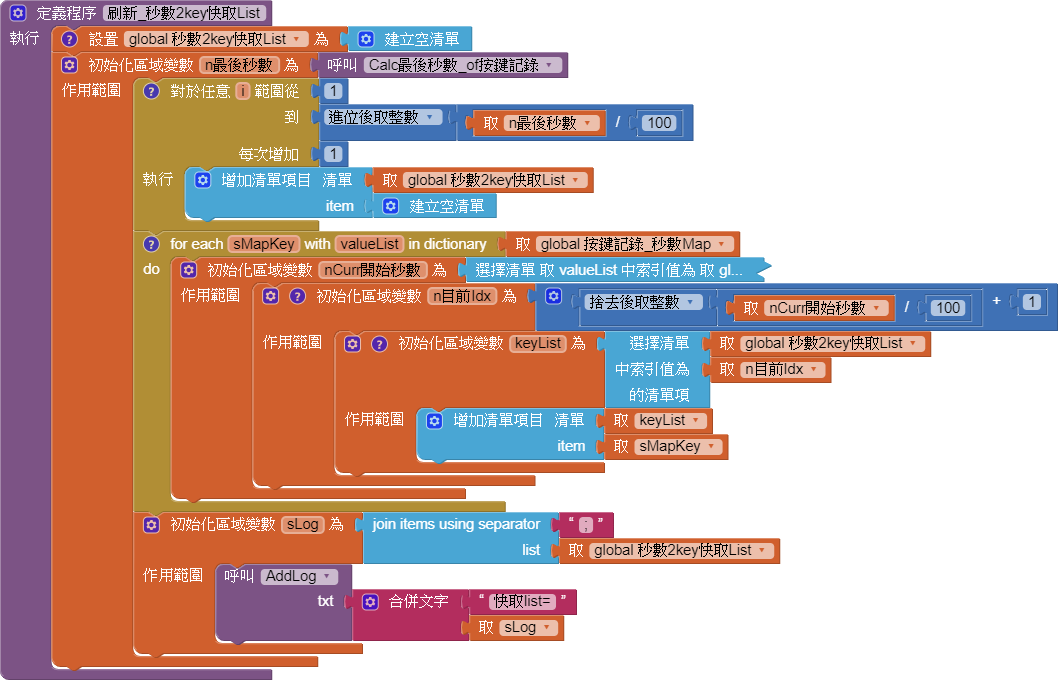 定義程序 刷新_秒數2key快取List
執行 ? 設置 global 秒數2key快取List 為 建立空清單
初始化區域變數 n最後秒數 為 呼叫 Calc最後秒數_of按鍵記錄
作用範圍 ? 對於任意 i 範圍從 1
到 進位後取整數 取 n最後秒數 / 100
每次增加 1
執行 增加清單項目 清單 取 global 秒數2key快取List
item 建立空清單
? for each sMapKey with valueList in dictionary 取 global 按鍵記錄_秒數Map
do 初始化區域變數 nCurr開始秒數 為 選擇清單 取 valueList 中索引值為 取 gl...
作用範圍 ? 初始化區域變數 n目前Idx 為 捨去後取整數 取 nCurr開始秒數 / 100 + 1
作用範圍 ? 初始化區域變數 keyList 為 選擇清單 取 global 秒數2key快取List
中索引值為 取 n目前Idx
的清單項
作用範圍 增加清單項目 清單 取 keyList
item 取 sMapKey
初始化區域變數 sLog 為 join items using separator “ ; ”
list 取 global 秒數2key快取List
作用範圍 呼叫 AddLog
txt 合併文字 “ 快取list= ”
取 sLog